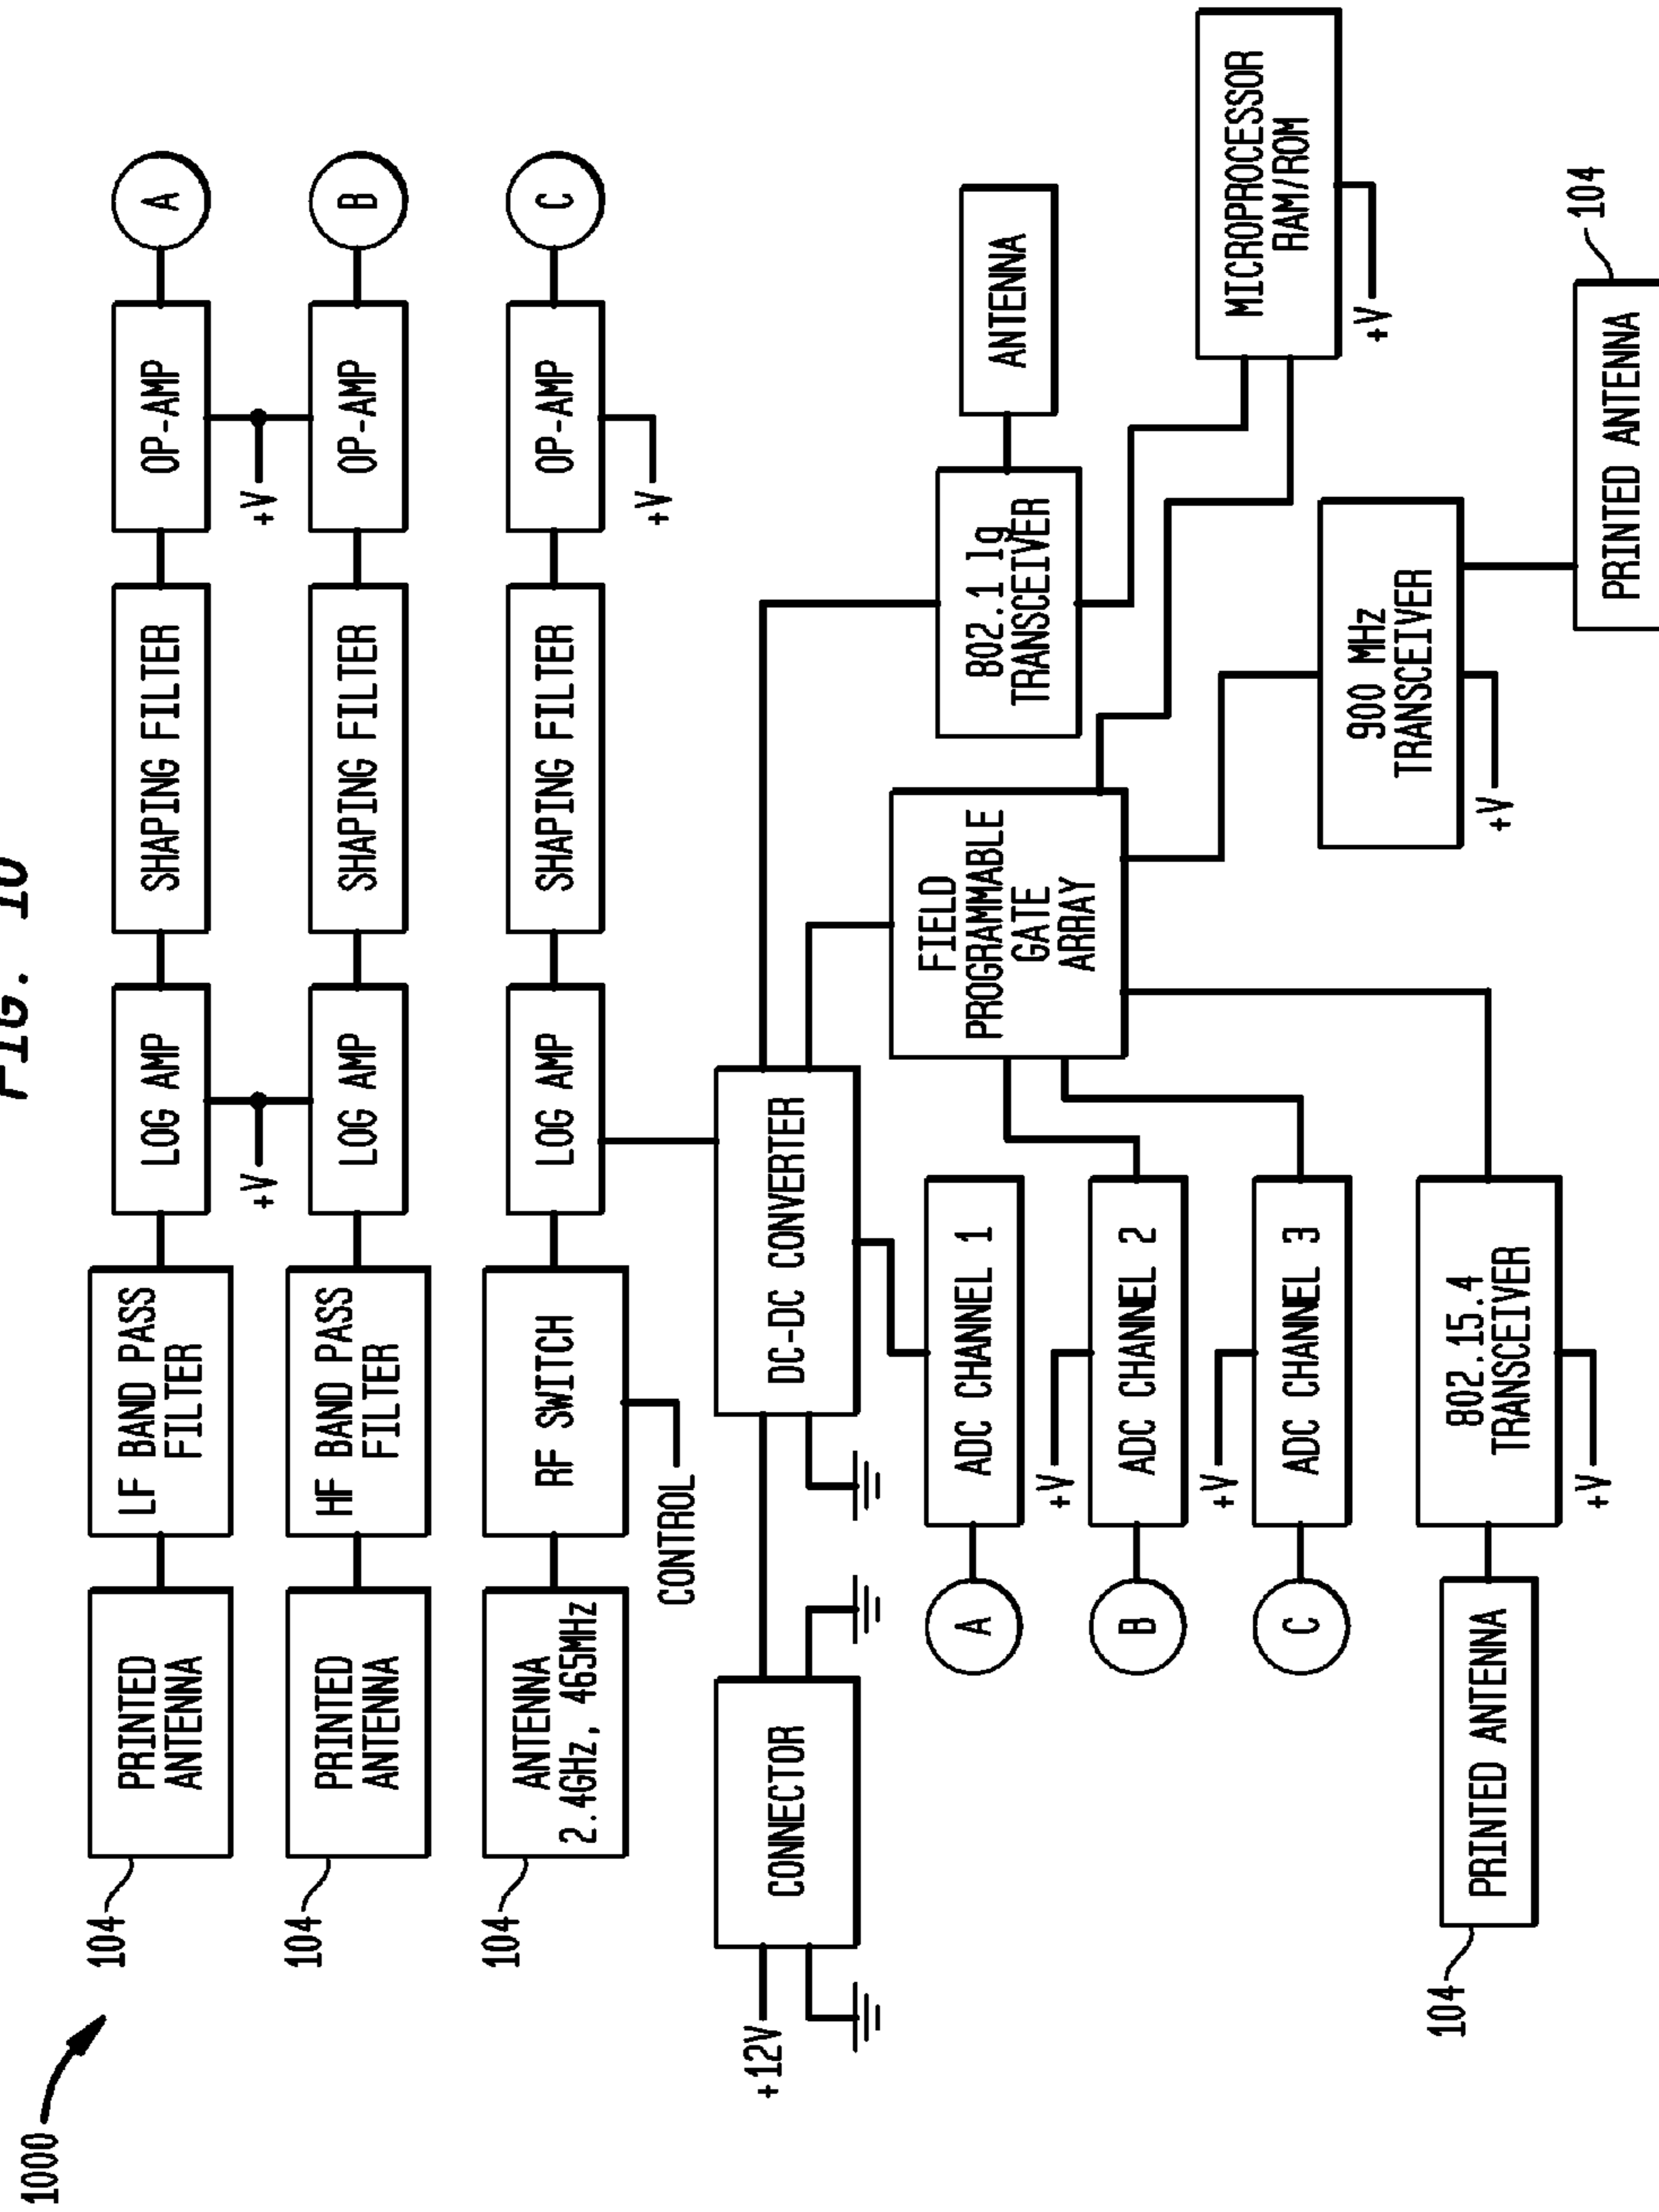 FIG. 10
1000
104
PRINTED
ANTENNA
LF BAND PASS
FILTER
LOG AMP
SHAPING FILTER
OP-AMP
A
+V
+V
104
PRINTED
ANTENNA
HF BAND PASS
FILTER
LOG AMP
SHAPING FILTER
OP-AMP
B
104
ANTENNA
2.4GHz, 465MHz
RF SWITCH
LOG AMP
SHAPING FILTER
OP-AMP
C
CONTROL
+V
+12V
CONNECTOR
DC-DC CONVERTER
802.1 1g
TRANSCEIVER
ANTENNA
A
ADC CHANNEL 1
FIELD
PROGRAMMABLE
GATE
ARRAY
+V
B
ADC CHANNEL 2
MICROPROCESSOR
RAM/ROM
+V
+V
C
ADC CHANNEL 3
900 MHz
TRANSCEIVER
+V
104
PRINTED ANTENNA
802.15.4
TRANSCEIVER
+V
PRINTED ANTENNA
104